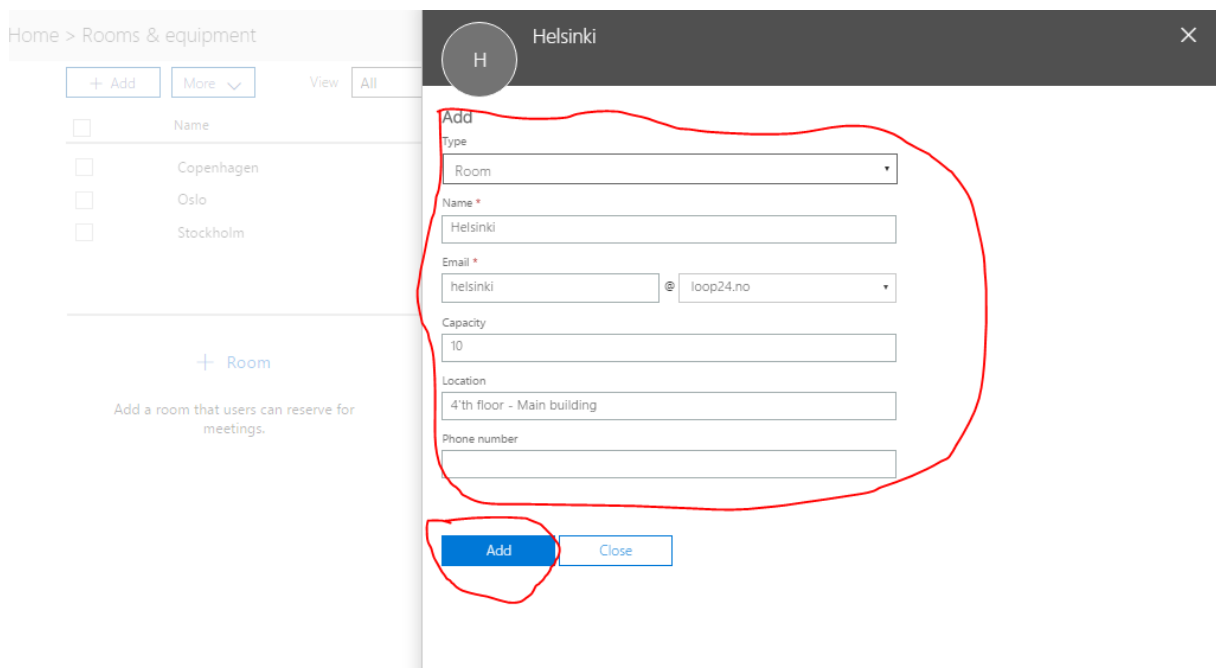 Home > Rooms & equipment
+ Add
More
View
All
Name
Copenhagen
Oslo
Stockholm
+ Room
Add a room that users can reserve for
meetings.
H
Helsinki
Add
Type
Room
Name *
Helsinki
Email *
helsinki @ loop24.no
Capacity
10
Location
4'th floor - Main building
Phone number
Add
Close